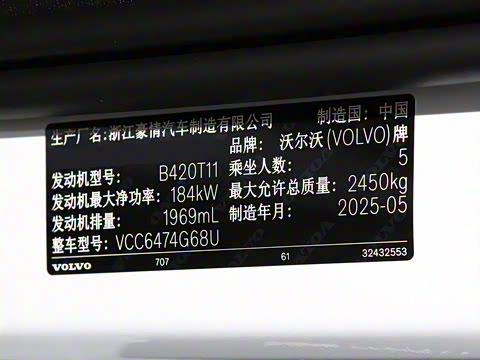 生产厂名:浙江豪情汽车制造有限公司 制造国: 中国
品牌: 沃尔沃(VOLVO)牌
发动机型号: B420T11 乘坐人数: 5
发动机最大净功率: 184kW 最大允许总质量: 2450kg
发动机排量: 1969mL 制造年月: 2025-05
整车型号: VCC6474G68U
VOLVO 707 61 32432553